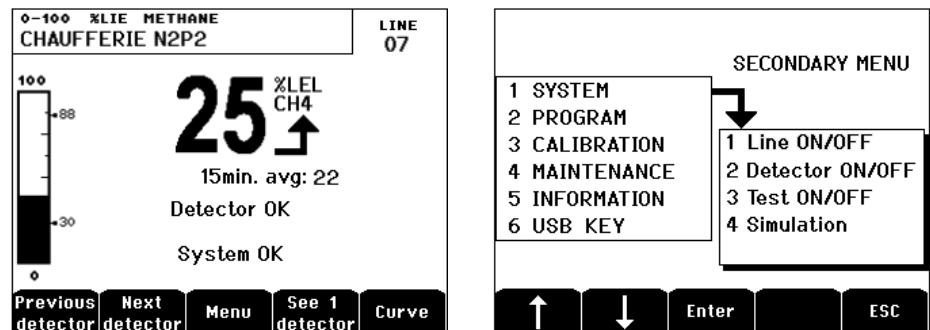 0-100 %LIE METHANE
CHAUFFERIE N2P2
LINE
07
100
88
30
0
25
%LEL
CH4
15min. avg: 22
Detector OK
System OK
Previous
detector
Next
detector
Menu
See 1
detector
Curve
SECONDARY MENU
1 SYSTEM
2 PROGRAM
3 CALIBRATION
4 MAINTENANCE
5 INFORMATION
6 USB KEY
1 Line ON/OFF
2 Detector ON/OFF
3 Test ON/OFF
4 Simulation
Enter
ESC